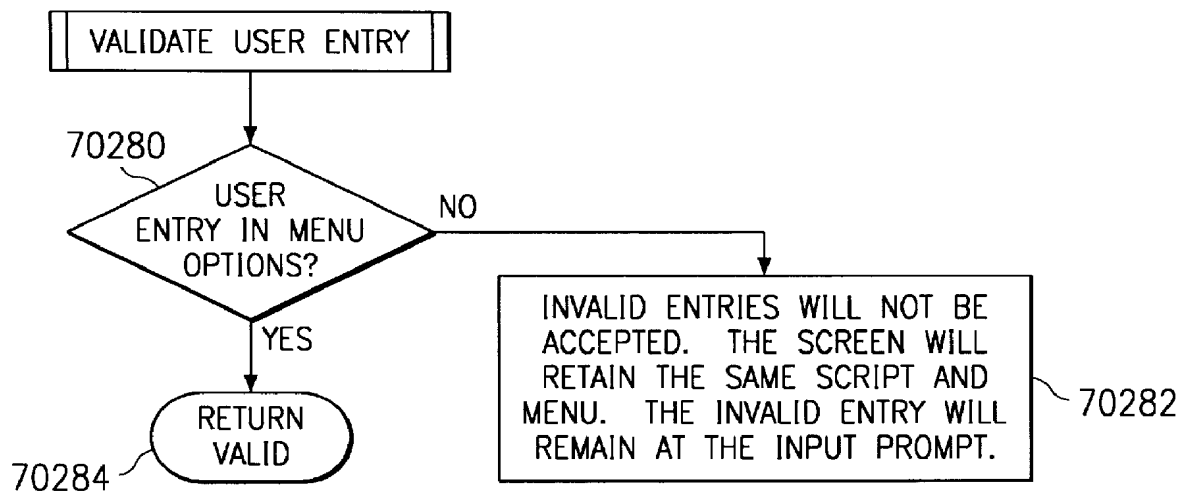 VALIDATE USER ENTRY
70280
USER
ENTRY IN MENU
OPTIONS?
NO
YES
INVALID ENTRIES WILL NOT BE
ACCEPTED. THE SCREEN WILL
RETAIN THE SAME SCRIPT AND
MENU. THE INVALID ENTRY WILL
REMAIN AT THE INPUT PROMPT.
70282
RETURN
VALID
70284